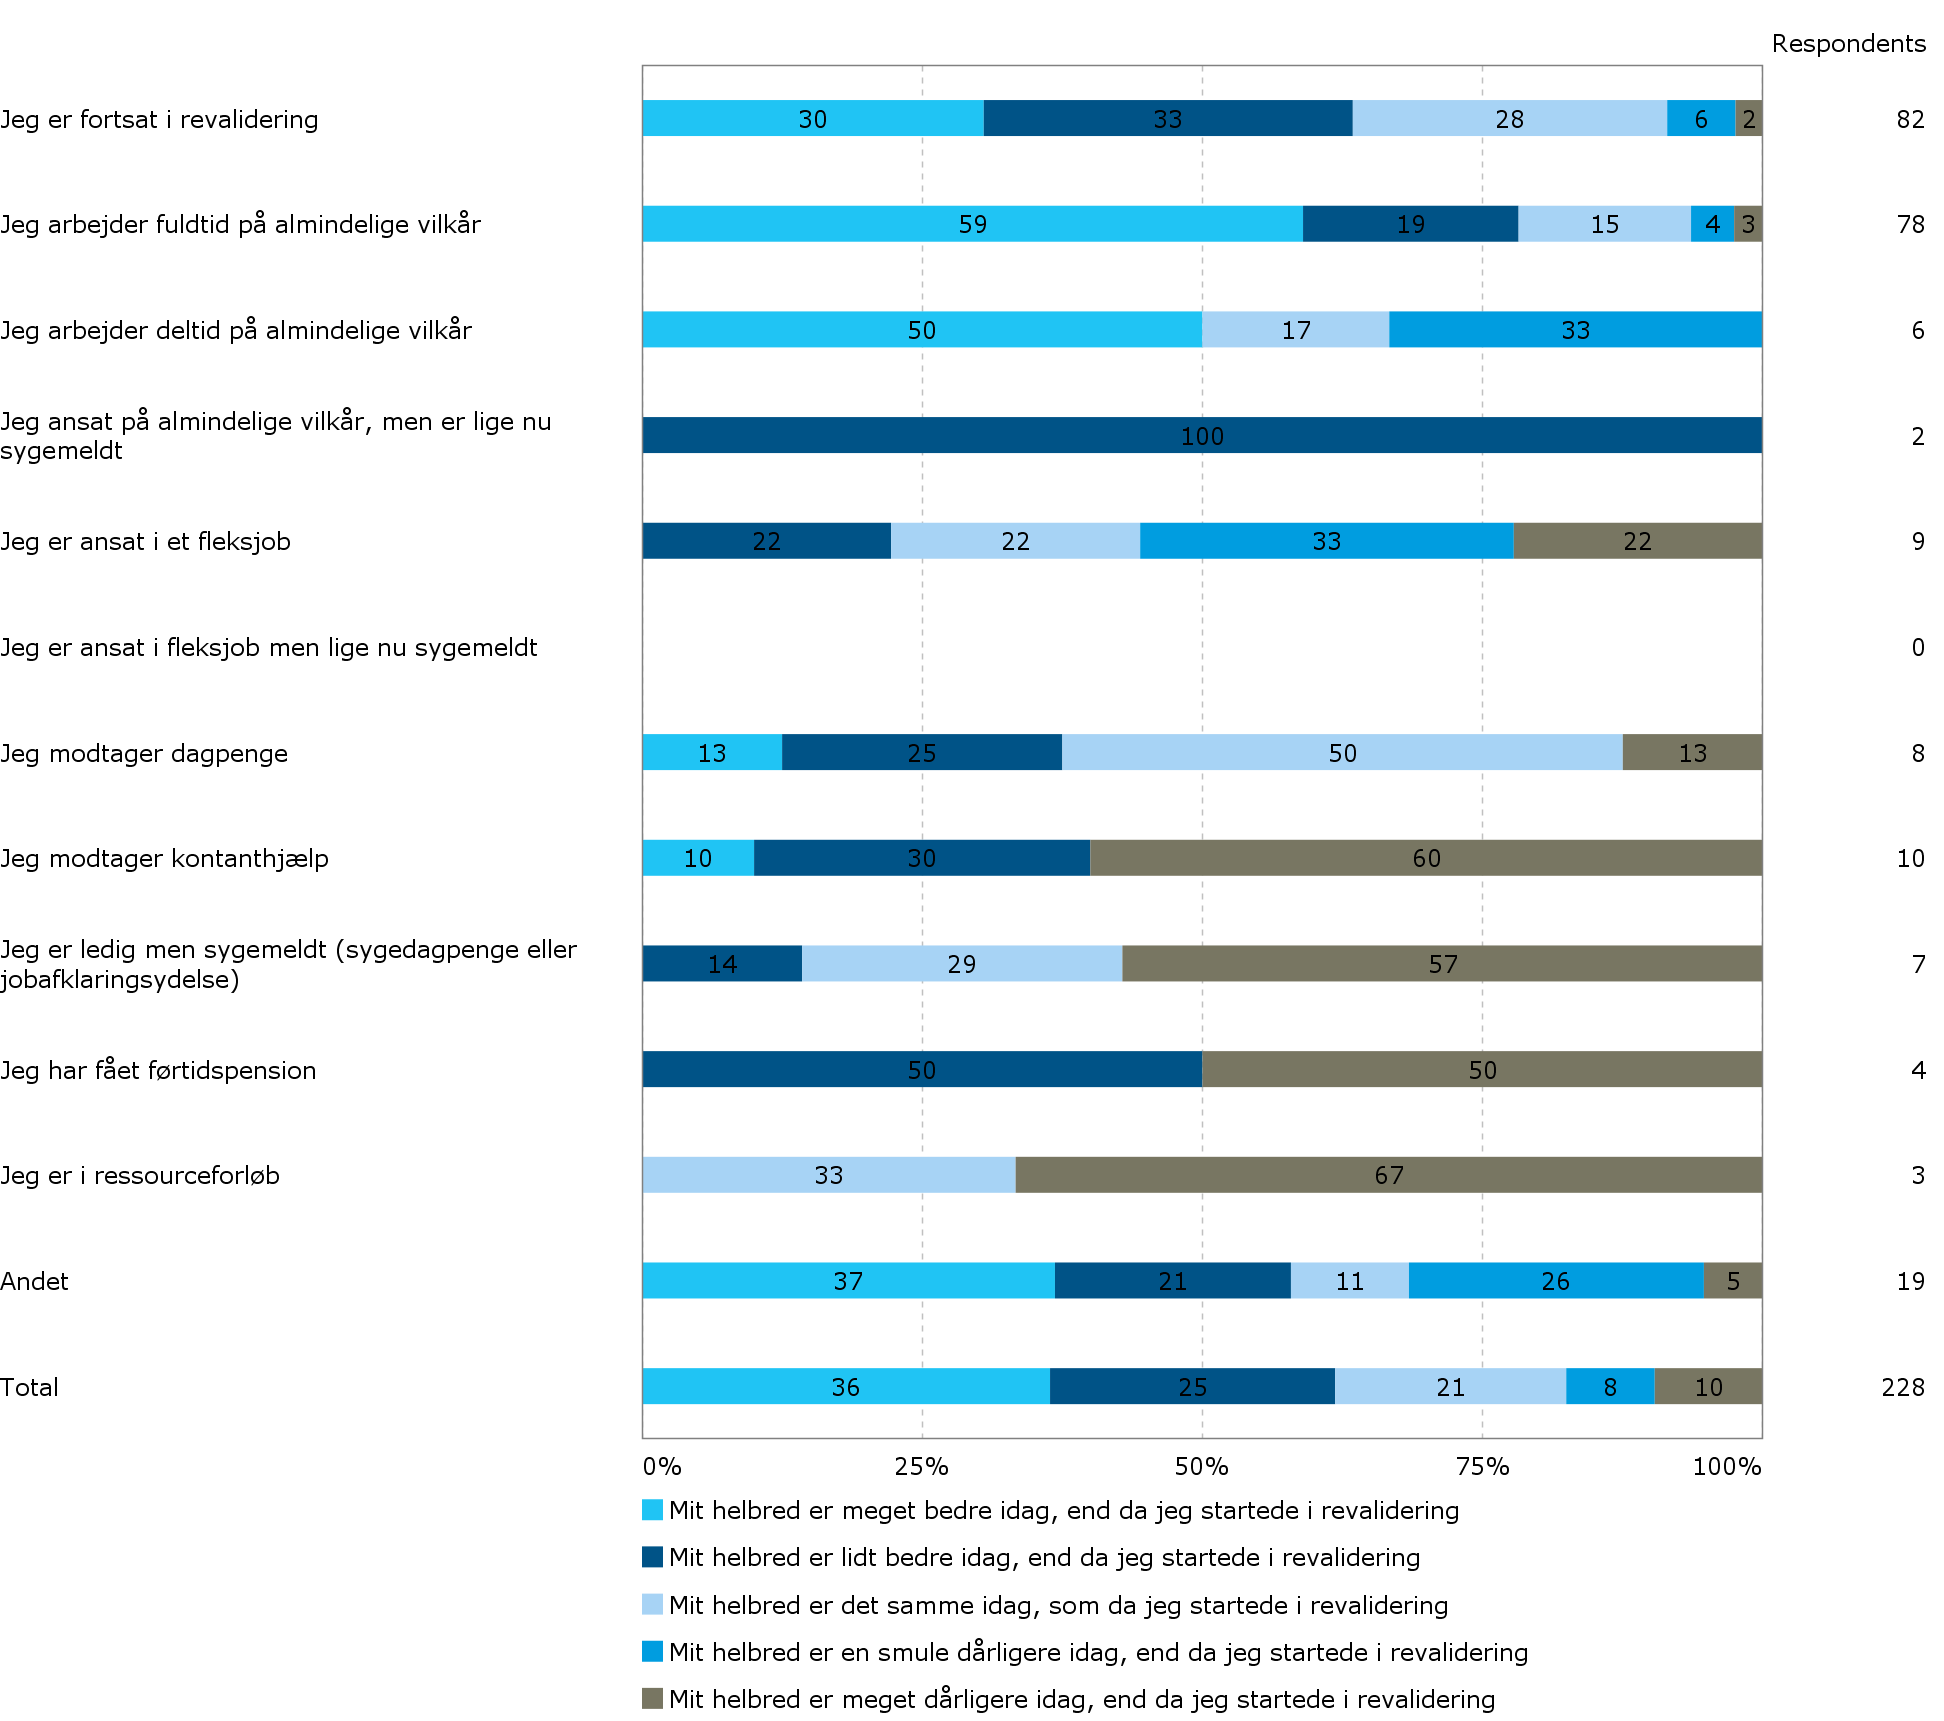 Respondents
Jeg er fortsat i revalidering 30 33 28 6 2 82
Jeg arbejder fuldtid på almindelige vilkår 59 19 15 4 3 78
Jeg arbejder deltid på almindelige vilkår 50 17 33 6
Jeg ansat på almindelige vilkår, men er lige nu
sygemeldt
100 2
Jeg er ansat i et fleksjob 22 22 33 22 9
Jeg er ansat i fleksjob men lige nu sygemeldt 0
Jeg modtager dagpenge 13 25 50 13 8
Jeg modtager kontanthjælp 10 30 60 10
Jeg er ledig men sygemeldt (sygedagpenge eller
jobafklaringsydelse)
14 29 57 7
Jeg har fået førtidspension 50 50 4
Jeg er i ressourceforløb 33 67 3
Andet 37 21 11 26 5 19
Total 36 25 21 8 10 228
0% 25% 50% 75% 100%
Mit helbred er meget bedre idag, end da jeg startede i revalidering
Mit helbred er lidt bedre idag, end da jeg startede i revalidering
Mit helbred er det samme idag, som da jeg startede i revalidering
Mit helbred er en smule dårligere idag, end da jeg startede i revalidering
Mit helbred er meget dårligere idag, end da jeg startede i revalidering